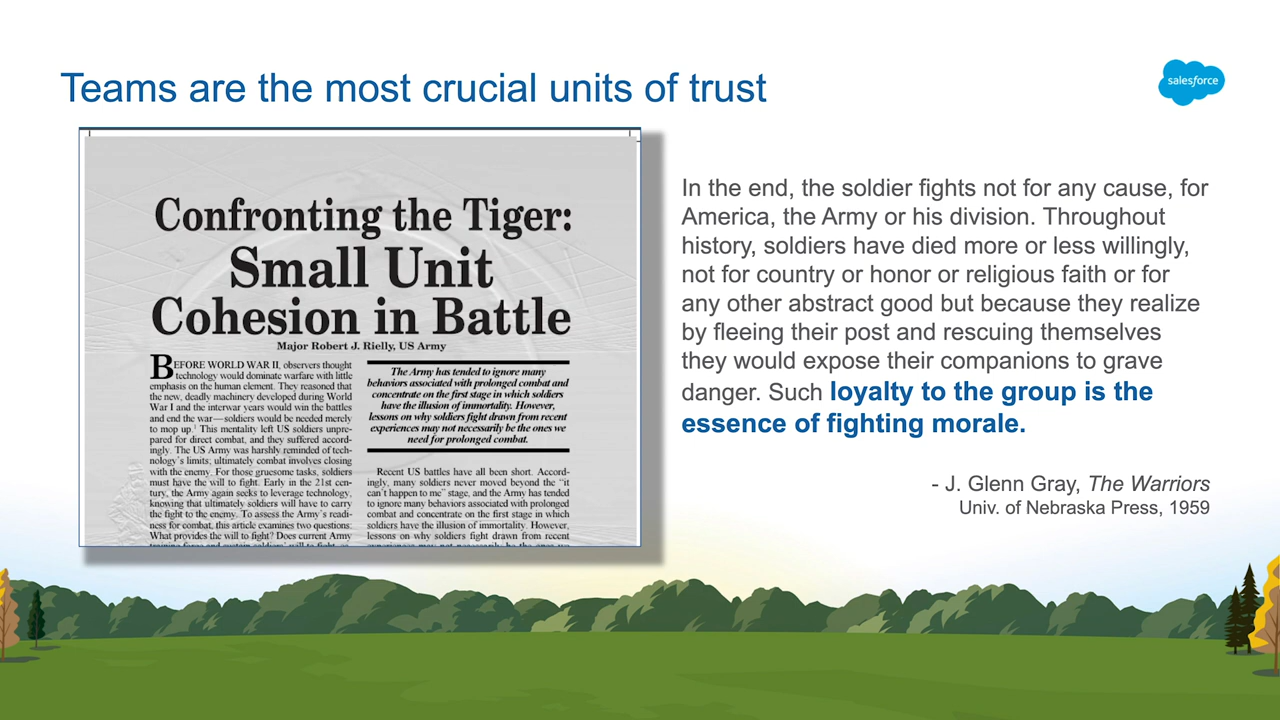 Teams are the most crucial units of trust
salesforce
Confronting the Tiger:
Small Unit
Cohesion in Battle
Major Robert J. Rielly, US Army
BEFORE WORLD WAR II, observers thought
technology would dominate warfare with little
emphasis on the human element. They reasoned that
the new, deadly machinery developed during World
War I and the interwar years would win the battles
and end the war—soldiers would be needed merely
to mop up.¹ This mentality left US soldiers unpre-
pared for direct combat, and they suffered accord-
ingly. The US Army was harshly reminded of tech-
nology's limits; ultimately combat involves closing
with the enemy. For those gruesome tasks, soldiers
must have the will to fight. Early in the 21st cen-
tury, the Army again seeks to leverage technology,
knowing that ultimately soldiers will have to carry
the fight to the enemy. To assess the Army's readi-
ness for combat, this article examines two questions:
What provides the will to fight? Does current Army
The Army has tended to ignore many
behaviors associated with prolonged combat and
concentrate on the first stage in which soldiers
have the illusion of immortality. However,
lessons on why soldiers fight drawn from recent
experiences may not necessarily be the ones we
need for prolonged combat.
Recent US battles have all been short. Accord-
ingly, many soldiers never moved beyond the "it
can't happen to me" stage, and the Army has tended
to ignore many behaviors associated with prolonged
combat and concentrate on the first stage in which
soldiers have the illusion of immortality. However,
lessons on why soldiers fight drawn from recent
In the end, the soldier fights not for any cause, for
America, the Army or his division. Throughout
history, soldiers have died more or less willingly,
not for country or honor or religious faith or for
any other abstract good but because they realize
by fleeing their post and rescuing themselves
they would expose their companions to grave
danger. Such loyalty to the group is the
essence of fighting morale.
- J. Glenn Gray, The Warriors
Univ. of Nebraska Press, 1959